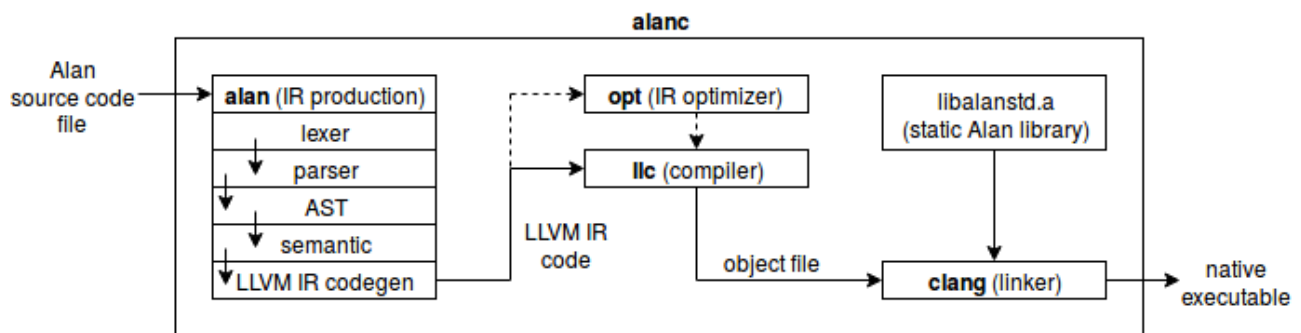 alanc
Alan
source code
file
alan (IR production)
lexer
parser
AST
semantic
LLVM IR codegen
LLVM IR
code
opt (IR optimizer)
llc (compiler)
object file
libalanstd.a
(static Alan library)
clang (linker)
native
executable